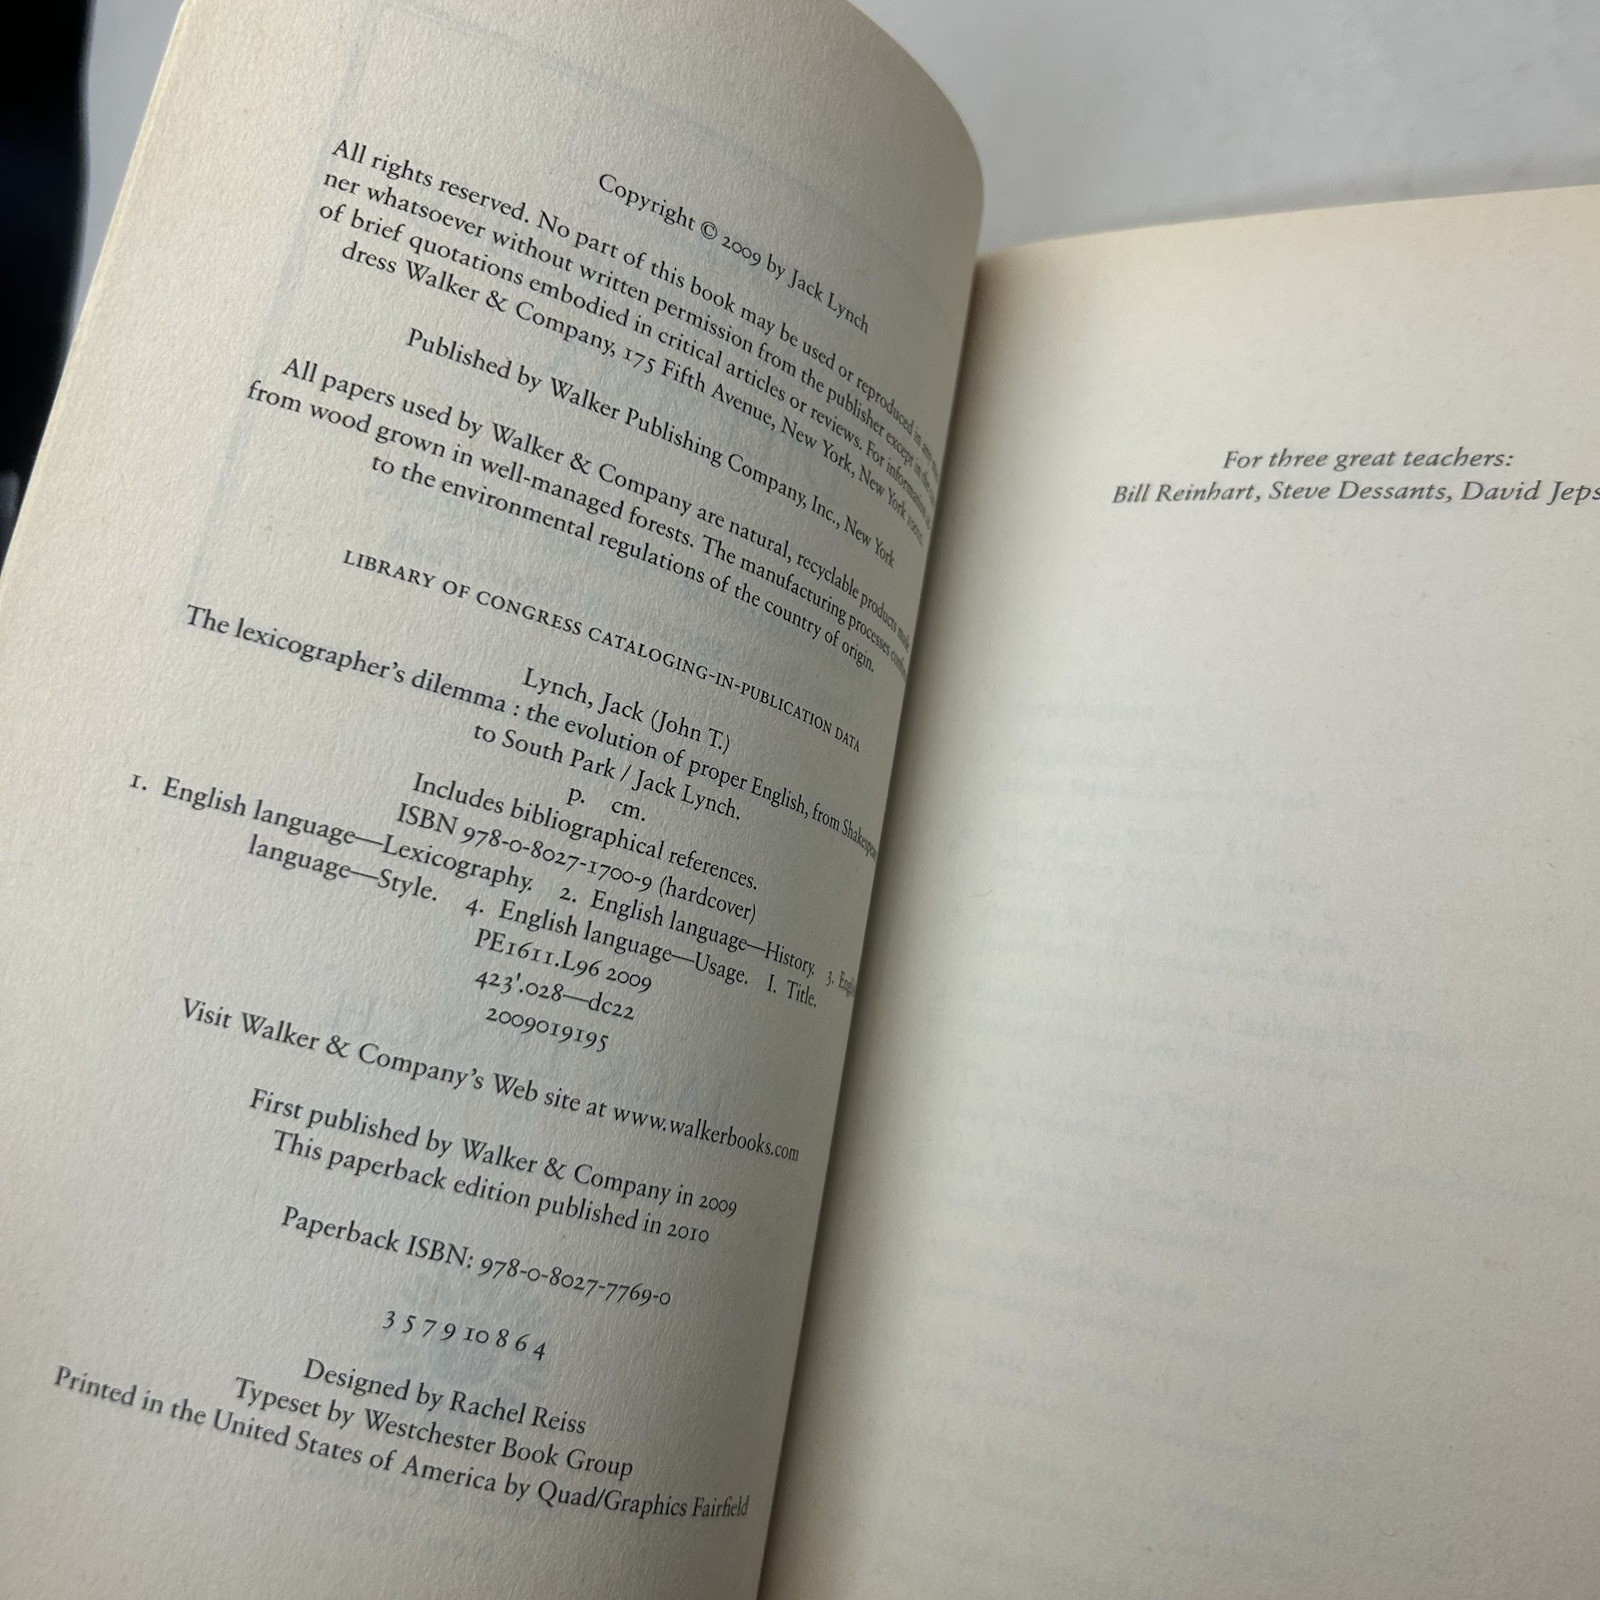 Copyright © 2009 by Jack Lynch
All rights reserved. No part of this book may be used or reproduced in any
ner whatsoever without written permission from the publisher except in the
of brief quotations embodied in critical articles or reviews. For information
dress Walker & Company, 175 Fifth Avenue, New York, New York
Published by Walker Publishing Company, Inc., New York
All papers used by Walker & Company are natural, recyclable products made
from wood grown in well-managed forests. The manufacturing processes
to the environmental regulations of the country of origin.
LIBRARY OF CONGRESS CATALOGING-IN-PUBLICATION DATA
Lynch, Jack (John T.)
The lexicographer's dilemma : the evolution of proper English, from
to South Park / Jack Lynch.
p. cm.
Includes bibliographical references.
ISBN 978-0-8027-1700-9 (hardcover)
1. English language—Lexicography. 2. English language—History. 3.
language—Style. 4. English language—Usage. I. Title.
PE1611.L96 2009
423'.028—dc22
2009019195
Visit Walker & Company's Web site at www.walkerbooks.com
First published by Walker & Company in 2009
This paperback edition published in 2010
Paperback ISBN: 978-0-8027-7769-0
3 5 7 9 10 8 6 4
Designed by Rachel Reiss
Typeset by Westchester Book Group
Printed in the United States of America by Quad/Graphics Fairfield
For three great teachers:
Bill Reinhart, Steve Dessants, David Jeps